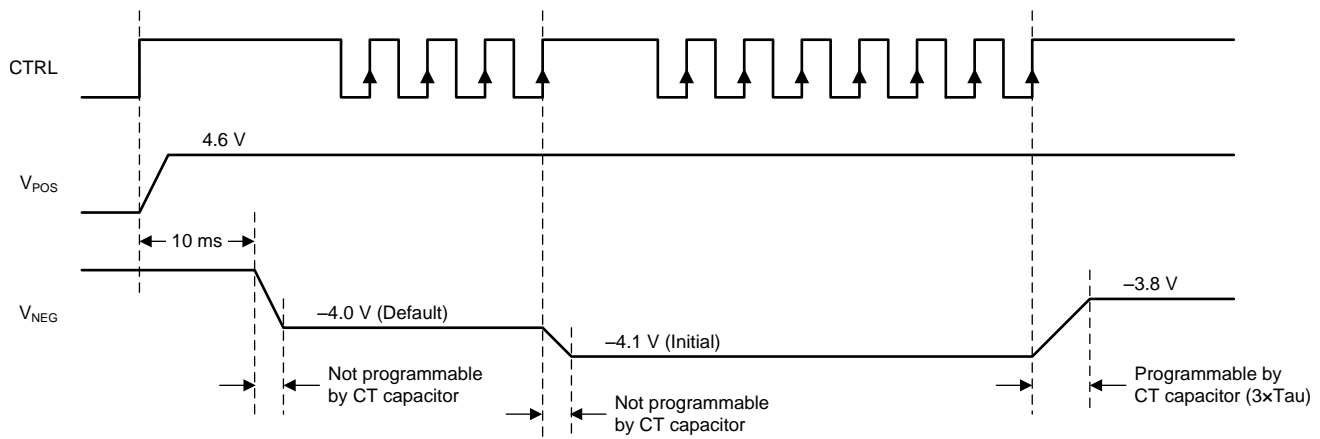 CTRL
4.6 V
VPOS
10 ms
VNEG
–4.0 V (Default)
–4.1 V (Initial)
–3.8 V
Not programmable
by CT capacitor
Not programmable
by CT capacitor
Programmable by
CT capacitor (3×Tau)